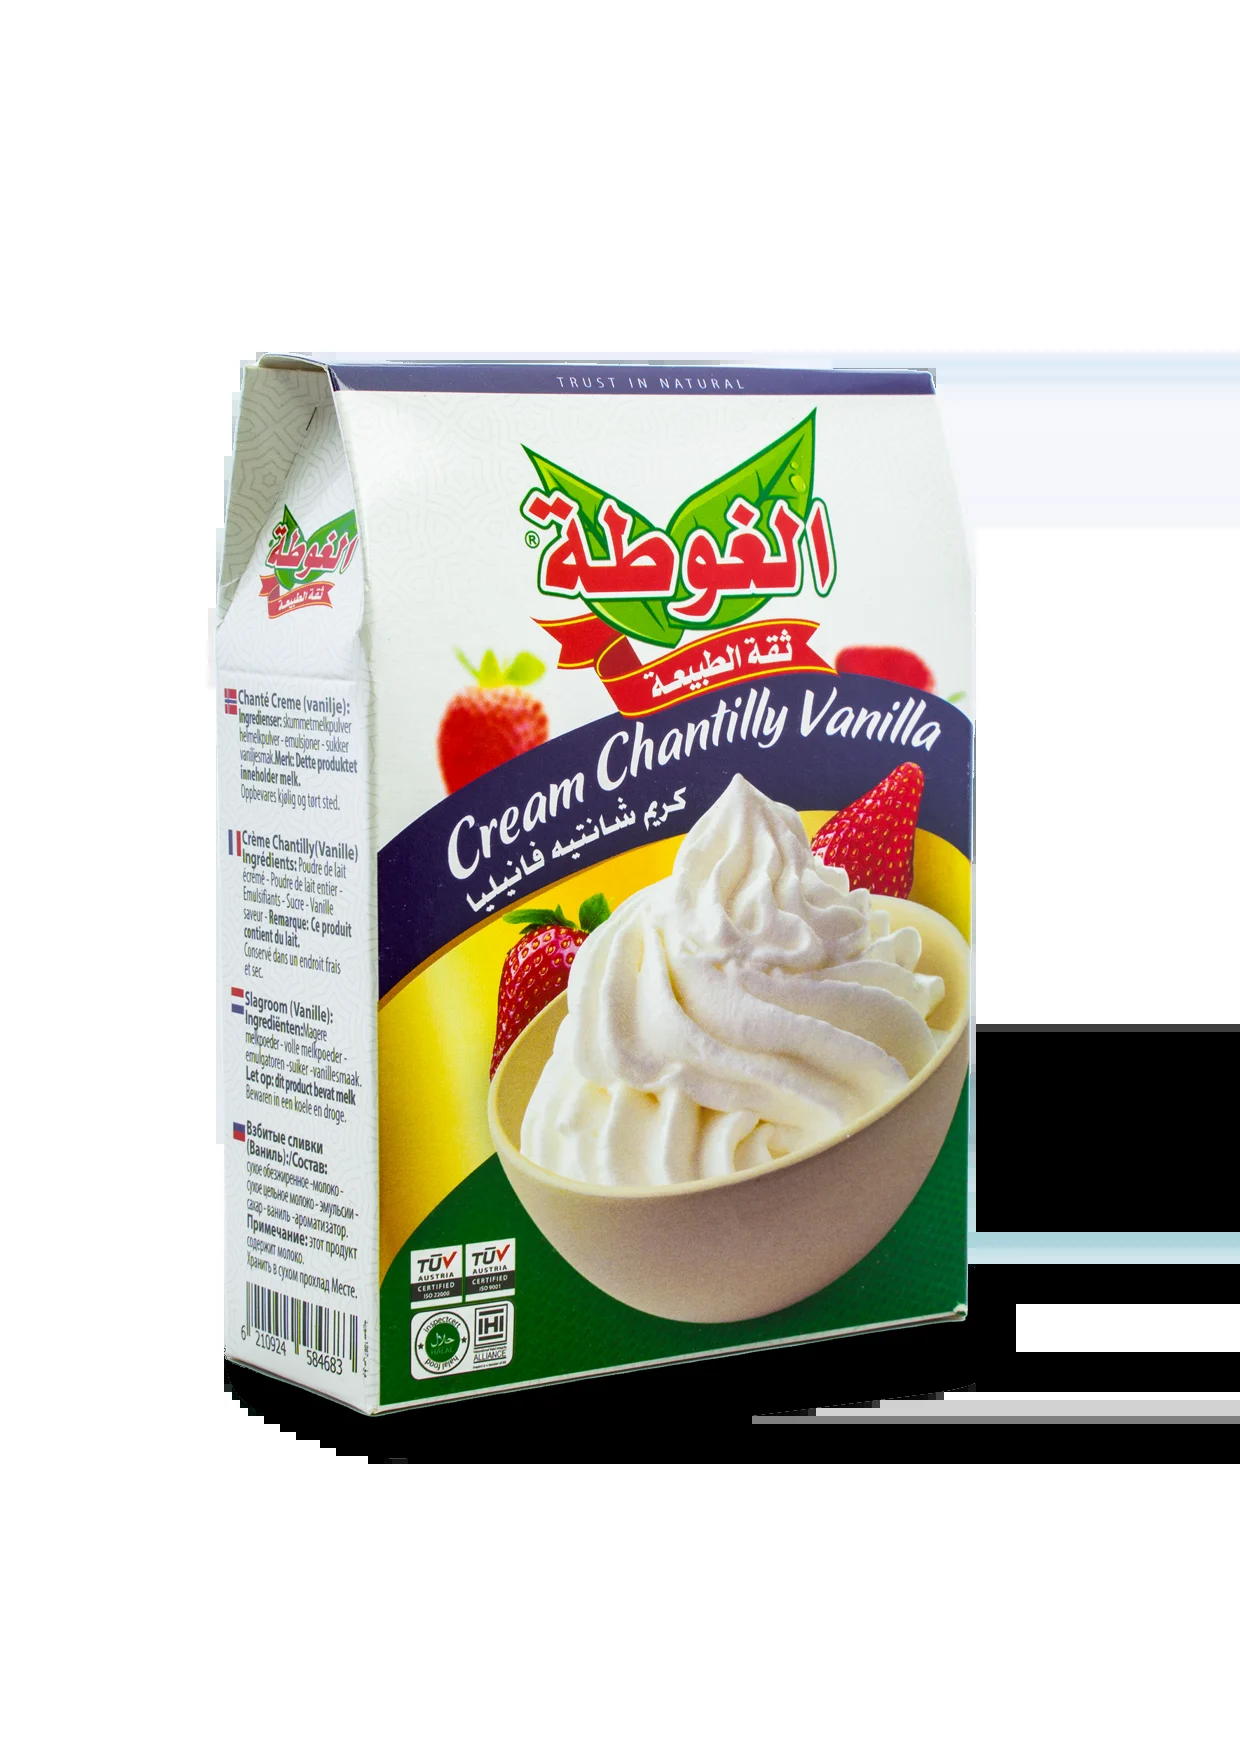 TRUST IN NATURAL
الغوطة
®
ثقة الطبيعة
Cream Chantilly Vanilla
كريم شانتيه فانيليا
TÜV
AUSTRIA
CERTIFIED
ISO 22000
TÜV
AUSTRIA
CERTIFIED
ISO 9001
inspectcert
حلال
HALAL
halal food
IHI
ALLIANCE
الغوطة
ثقة الطبيعة
Chanté Creme (vanilje):
Ingredienser: skummetmelkpulver
helmelkpulver - emulsjoner - sukker
vaniljesmak.Merk: Dette produktet
inneholder melk.
Oppbevares kjølig og tørt sted.
Crème Chantilly(Vanille)
Ingrédients: Poudre de lait
écremé - Poudre de lait entier -
Emulsifiants - Sucre - Vanille
saveur - Remarque: Ce produit
contient du lait.
Conservé dans un endroit frais
et sec.
Slagroom (Vanille):
Ingrediënten:Magere
melkpoeder - volle melkpoeder -
emulgatoren -suiker -vanillesmaak.
Let op: dit product bevat melk
Bewaren in een koele en droge.
Взбитые сливки
(Ваниль):/Состав:
сухое обезжиренное -молоко -
сухое цельное молоко - эмульсии -
сахар - ваниль -ароматизатор.
Примечание: этот продукт
содержит молоко.
Хранить в сухом прохлад Месте.
6 210924 584683